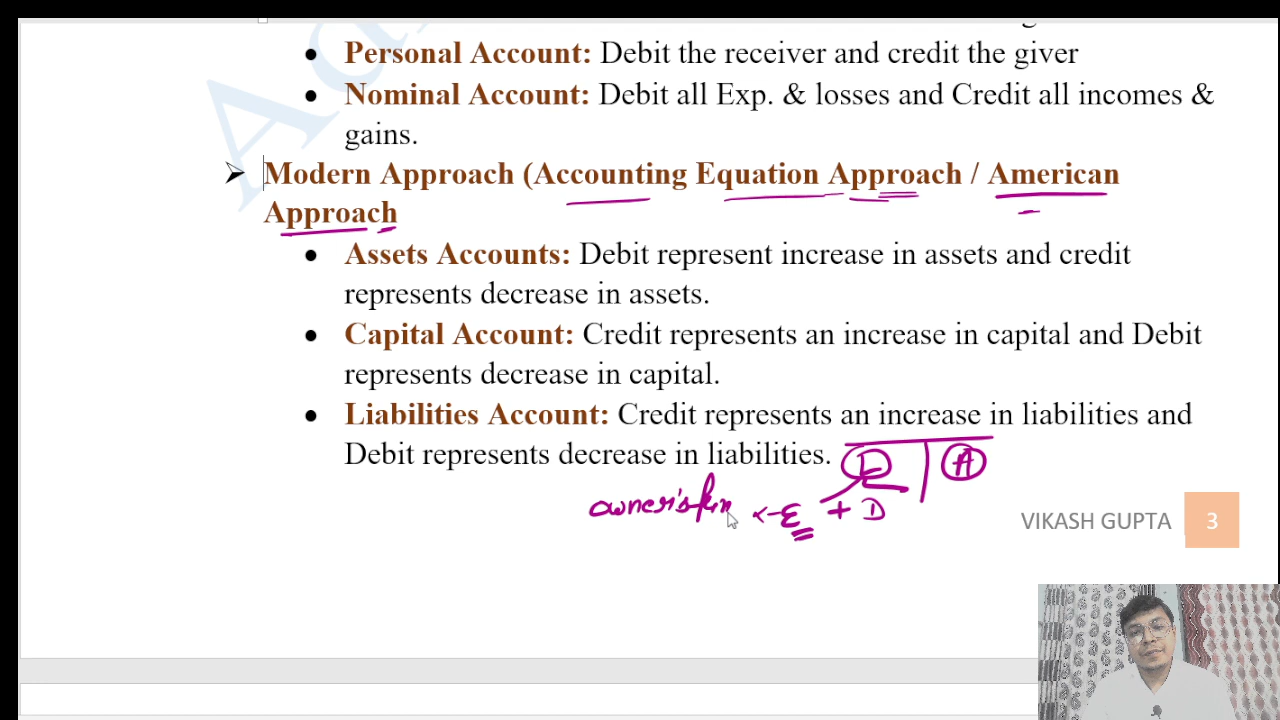 • Personal Account: Debit the receiver and credit the giver
• Nominal Account: Debit all Exp. & losses and Credit all incomes &
gains.
➢ Modern Approach (Accounting Equation Approach / American
Approach
• Assets Accounts: Debit represent increase in assets and credit
represents decrease in assets.
• Capital Account: Credit represents an increase in capital and Debit
represents decrease in capital.
• Liabilities Account: Credit represents an increase in liabilities and
Debit represents decrease in liabilities.
L A
owner's E + D
VIKASH GUPTA 3